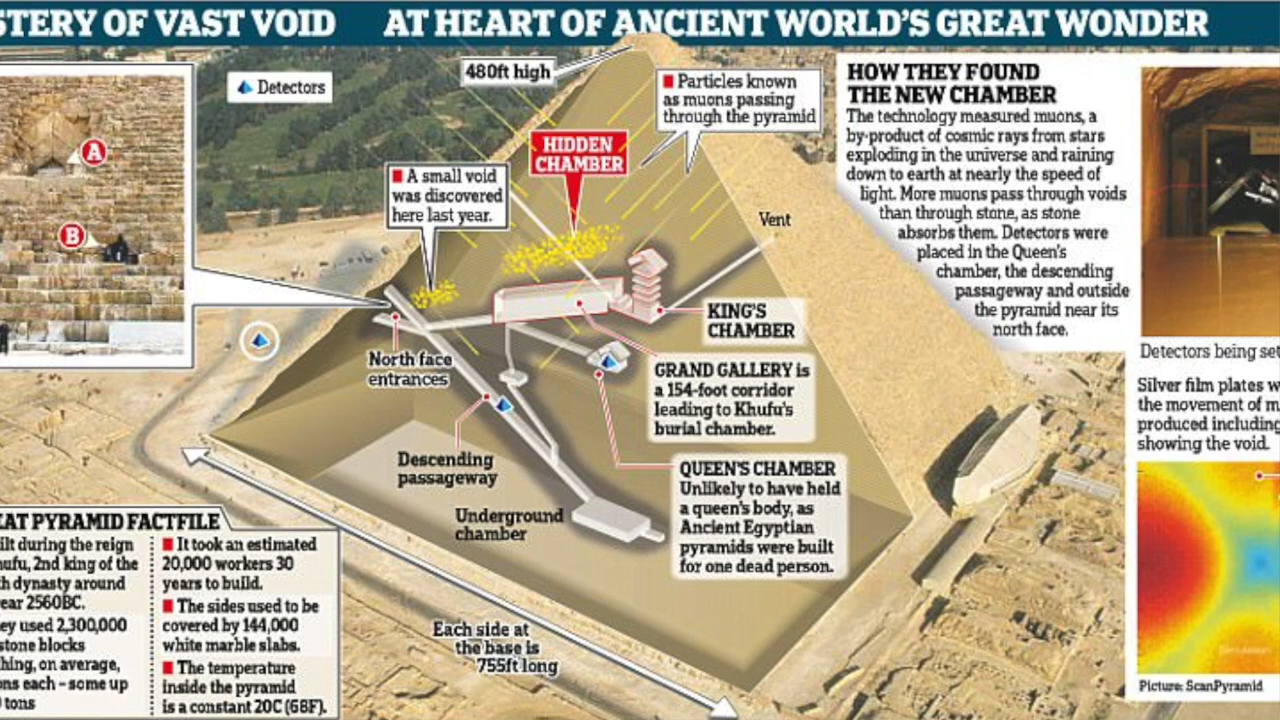 STERY OF VAST VOID AT HEART OF ANCIENT WORLD'S GREAT WONDER
A
B
Detectors
480ft high
Particles known
as muons passing
through the pyramid
HIDDEN
CHAMBER
A small void
was discovered
here last year.
Vent
North face
entrances
KING'S
CHAMBER
GRAND GALLERY is
a 154-foot corridor
leading to Khufu's
burial chamber.
Descending
passageway
QUEEN'S CHAMBER
Unlikely to have held
a queen's body, as
Ancient Egyptian
pyramids were built
for one dead person.
Underground
chamber
Each side at
the base is
755ft long
HOW THEY FOUND
THE NEW CHAMBER
The technology measured muons, a
by-product of cosmic rays from stars
exploding in the universe and raining
down to earth at nearly the speed of
light. More muons pass through voids
than through stone, as stone
absorbs them. Detectors were
placed in the Queen's
chamber, the descending
passageway and outside
the pyramid near its
north face.
Detectors being set
Silver film plates w
the movement of m
produced including
showing the void.
Picture: ScanPyramid
EAT PYRAMID FACTFILE
ilt during the reign
hufu, 2nd king of the
h dynasty around
ear 2560BC.
ey used 2,300,000
stone blocks
hing, on average,
ons each – some up
tons
It took an estimated
20,000 workers 30
years to build.
The sides used to be
covered by 144,000
white marble slabs.
The temperature
inside the pyramid
is a constant 20C (68F).